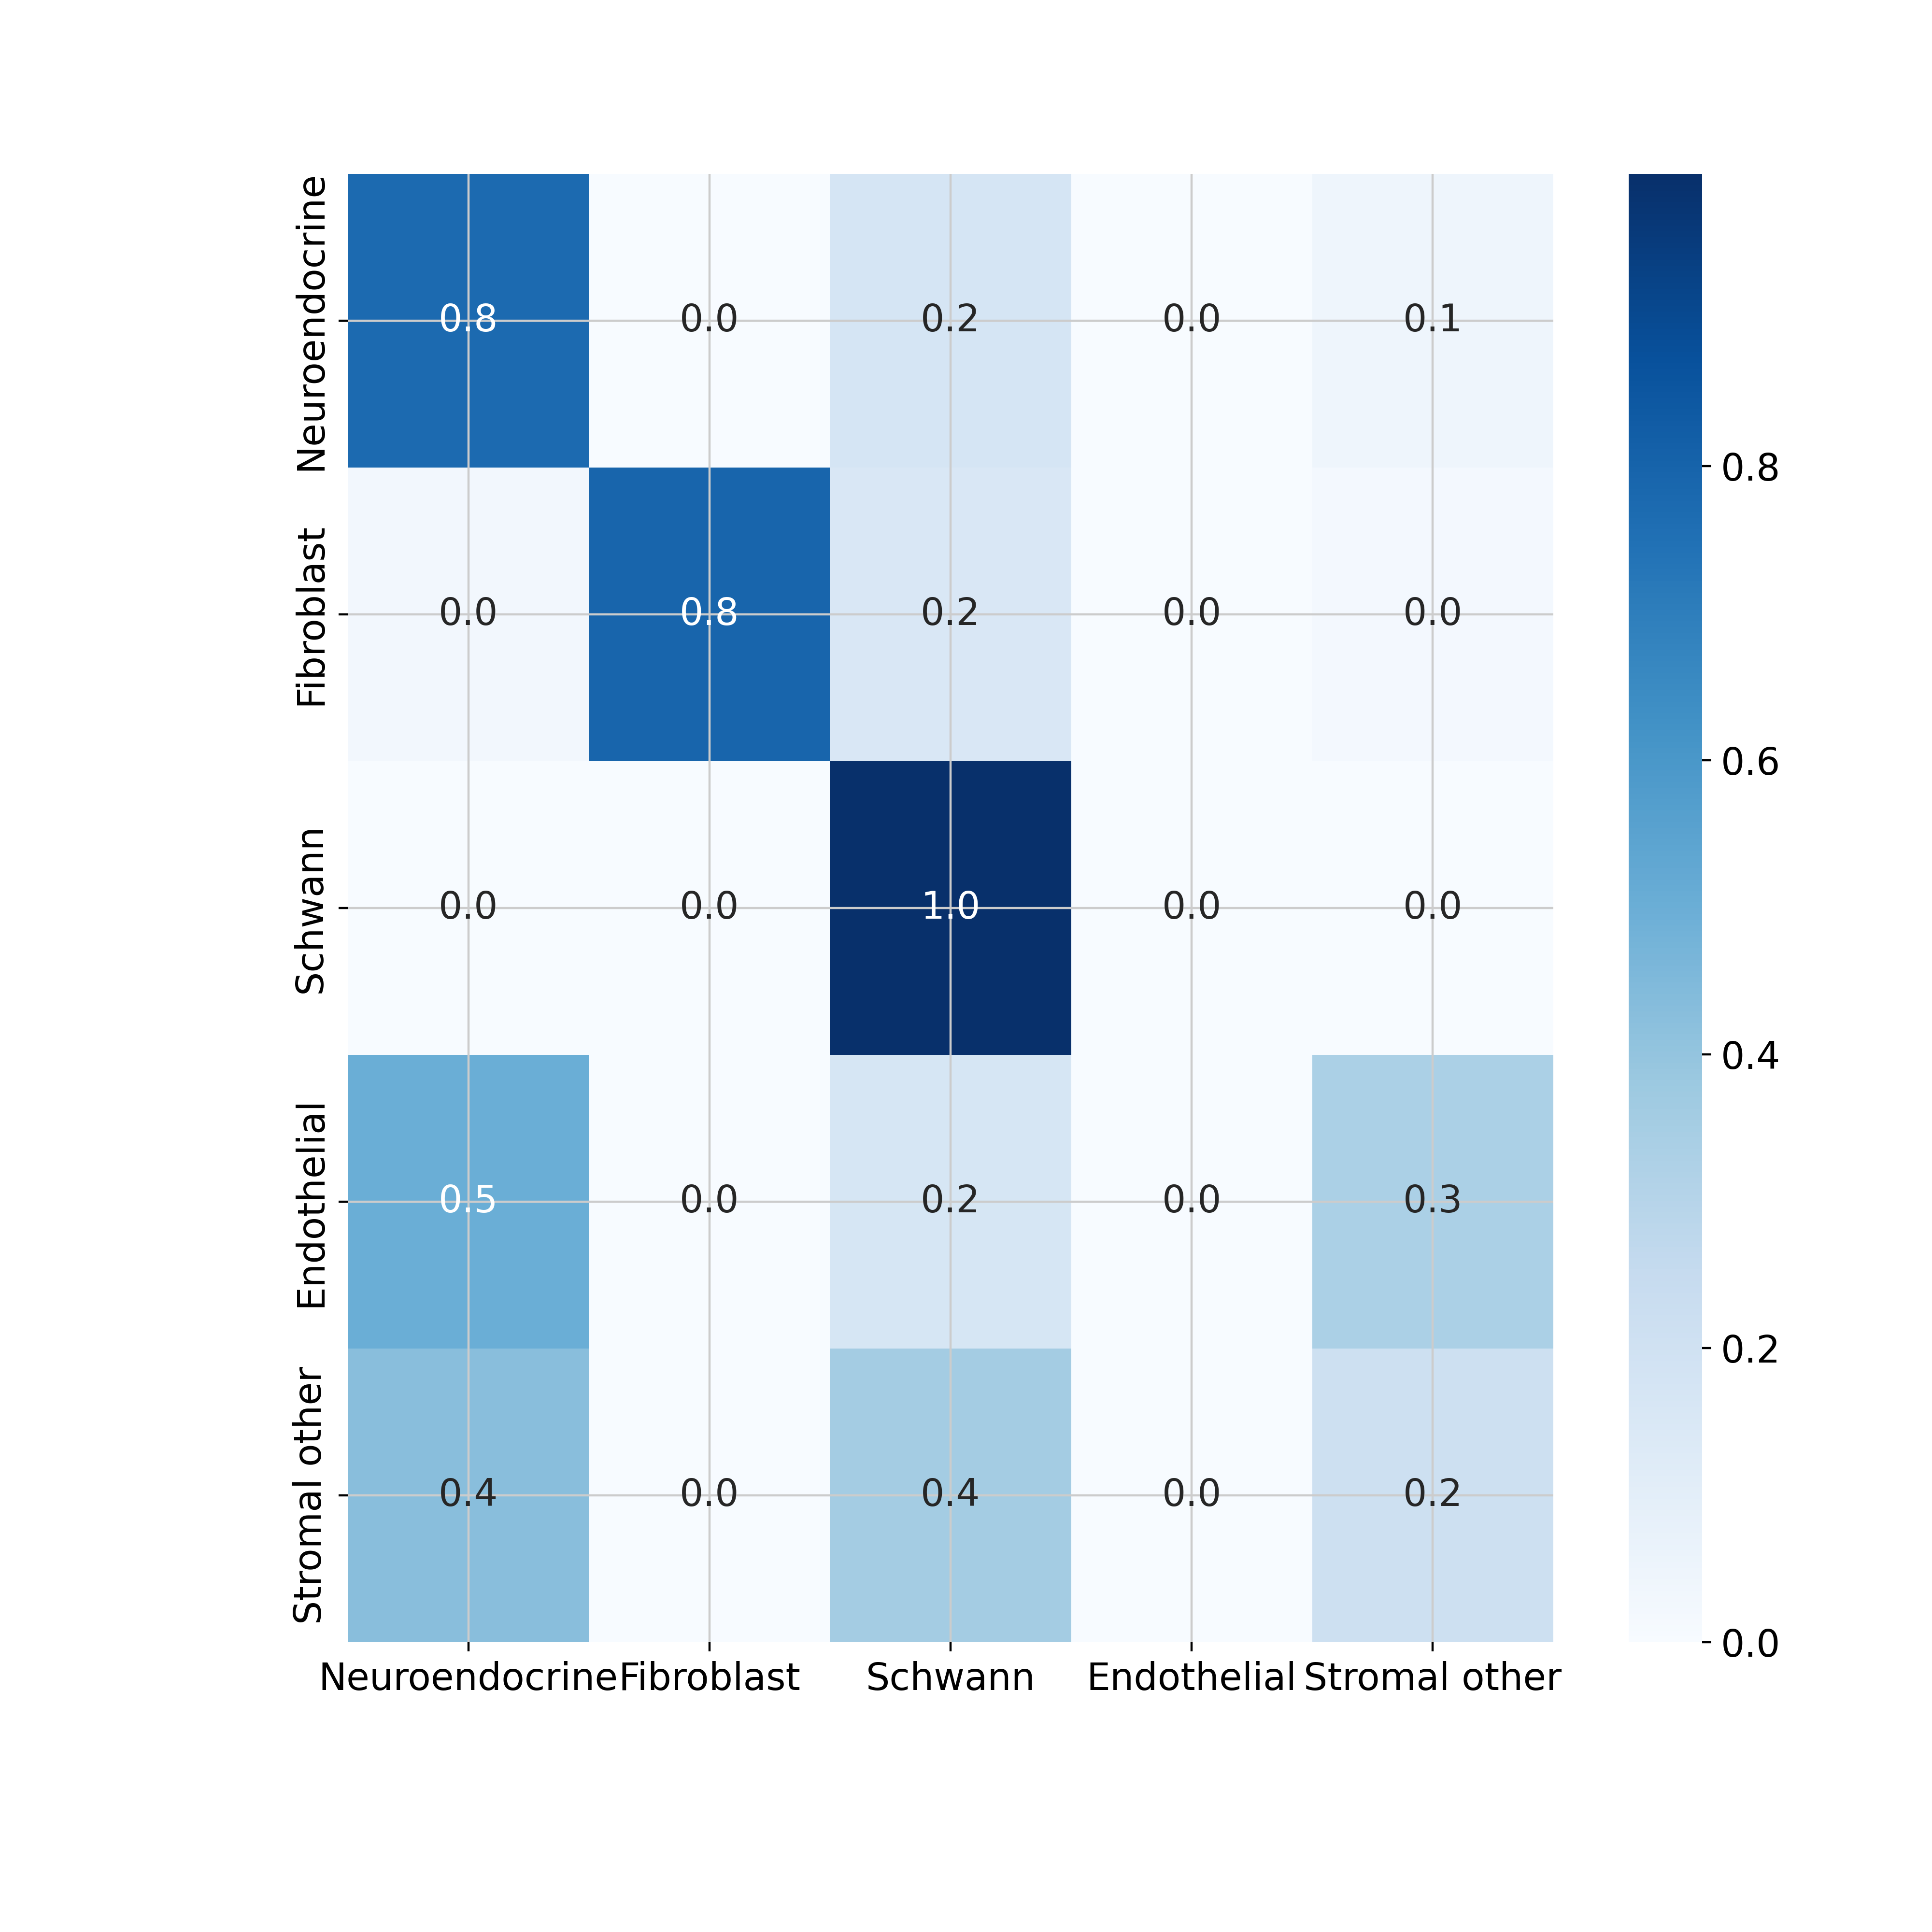 Neuroendocrine 0.8 0.0 0.2 0.0 0.1
Fibroblast 0.0 0.8 0.2 0.0 0.0
Schwann 0.0 0.0 1.0 0.0 0.0
Endothelial 0.5 0.0 0.2 0.0 0.3
Stromal other 0.4 0.0 0.4 0.0 0.2
Neuroendocrine Fibroblast Schwann Endothelial Stromal other
0.8
0.6
0.4
0.2
0.0